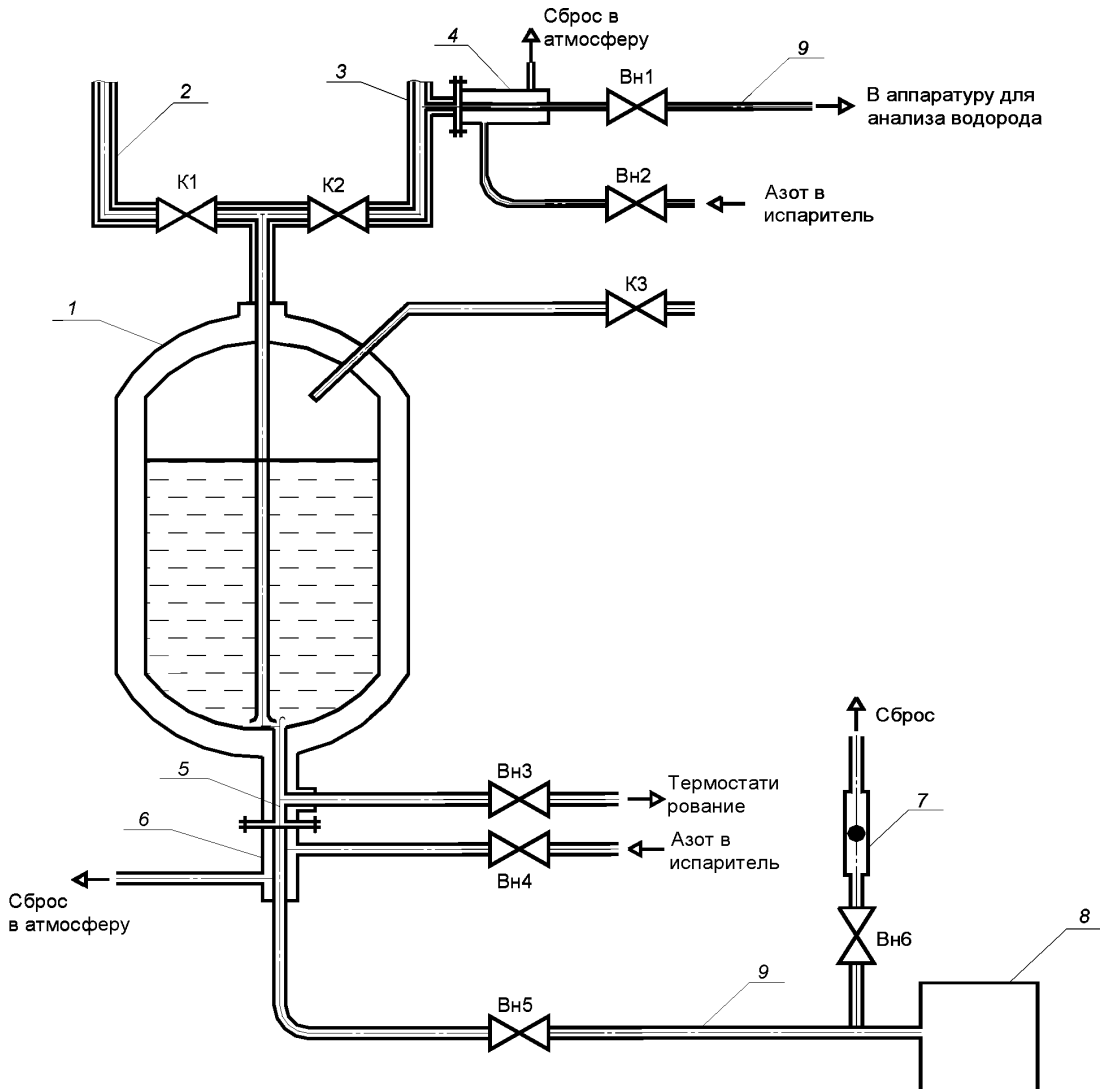 Сброс в
атмосферу
4
9
3
Вн1
2
В аппаратуру для
анализа водорода
К1
К2
Вн2
Азот в
испаритель
К3
1
Сброс
5
Вн3
Термостати
рование
7
6
Азот в
испаритель
Вн4
Сброс
в атмосферу
8
Вн6
9
Вн5